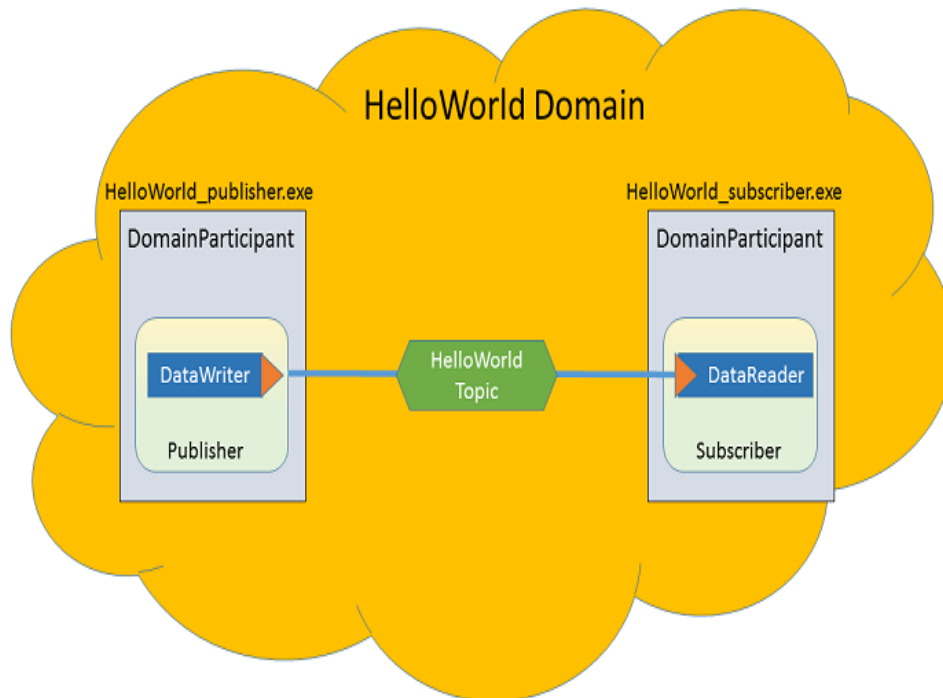 HelloWorld Domain
HelloWorld_publisher.exe
DomainParticipant
DataWriter
Publisher
HelloWorld
Topic
HelloWorld_subscriber.exe
DomainParticipant
DataReader
Subscriber